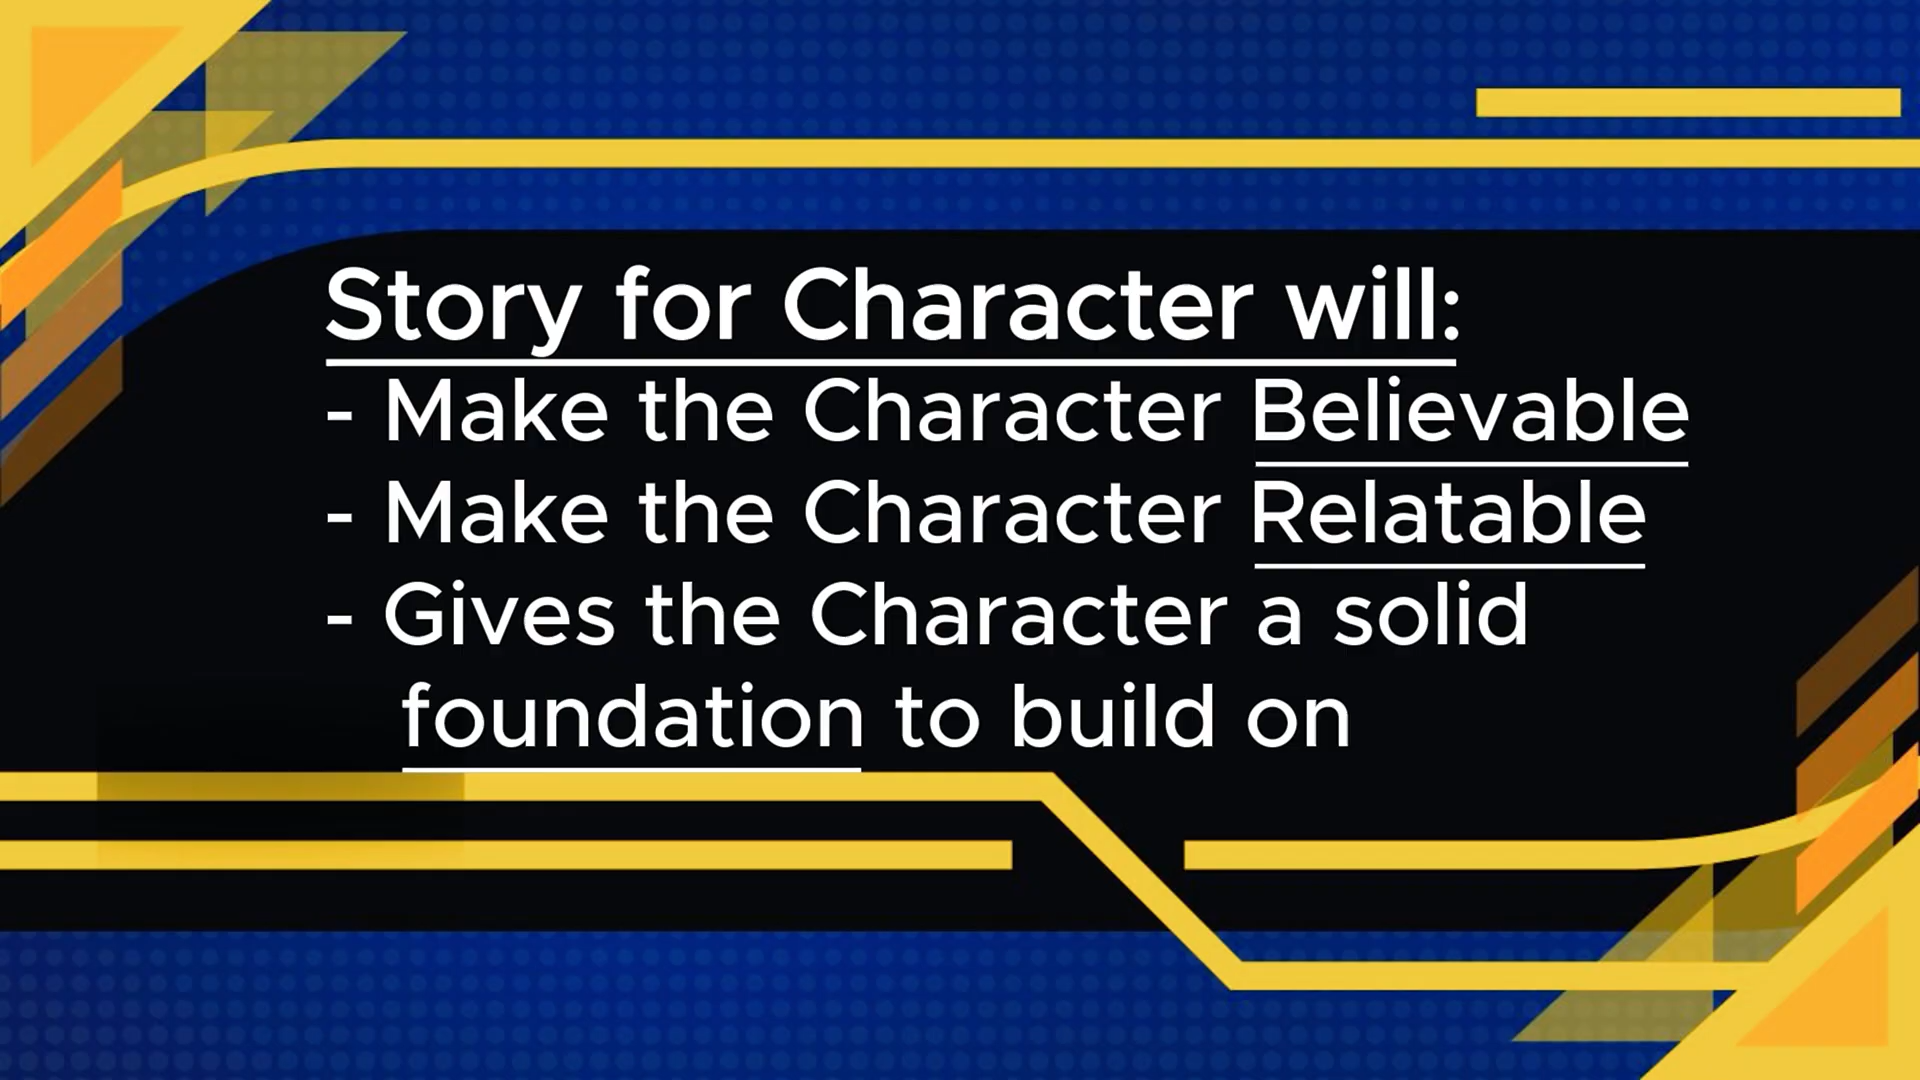 Story for Character will:
- Make the Character Believable
- Make the Character Relatable
- Gives the Character a solid
foundation to build on